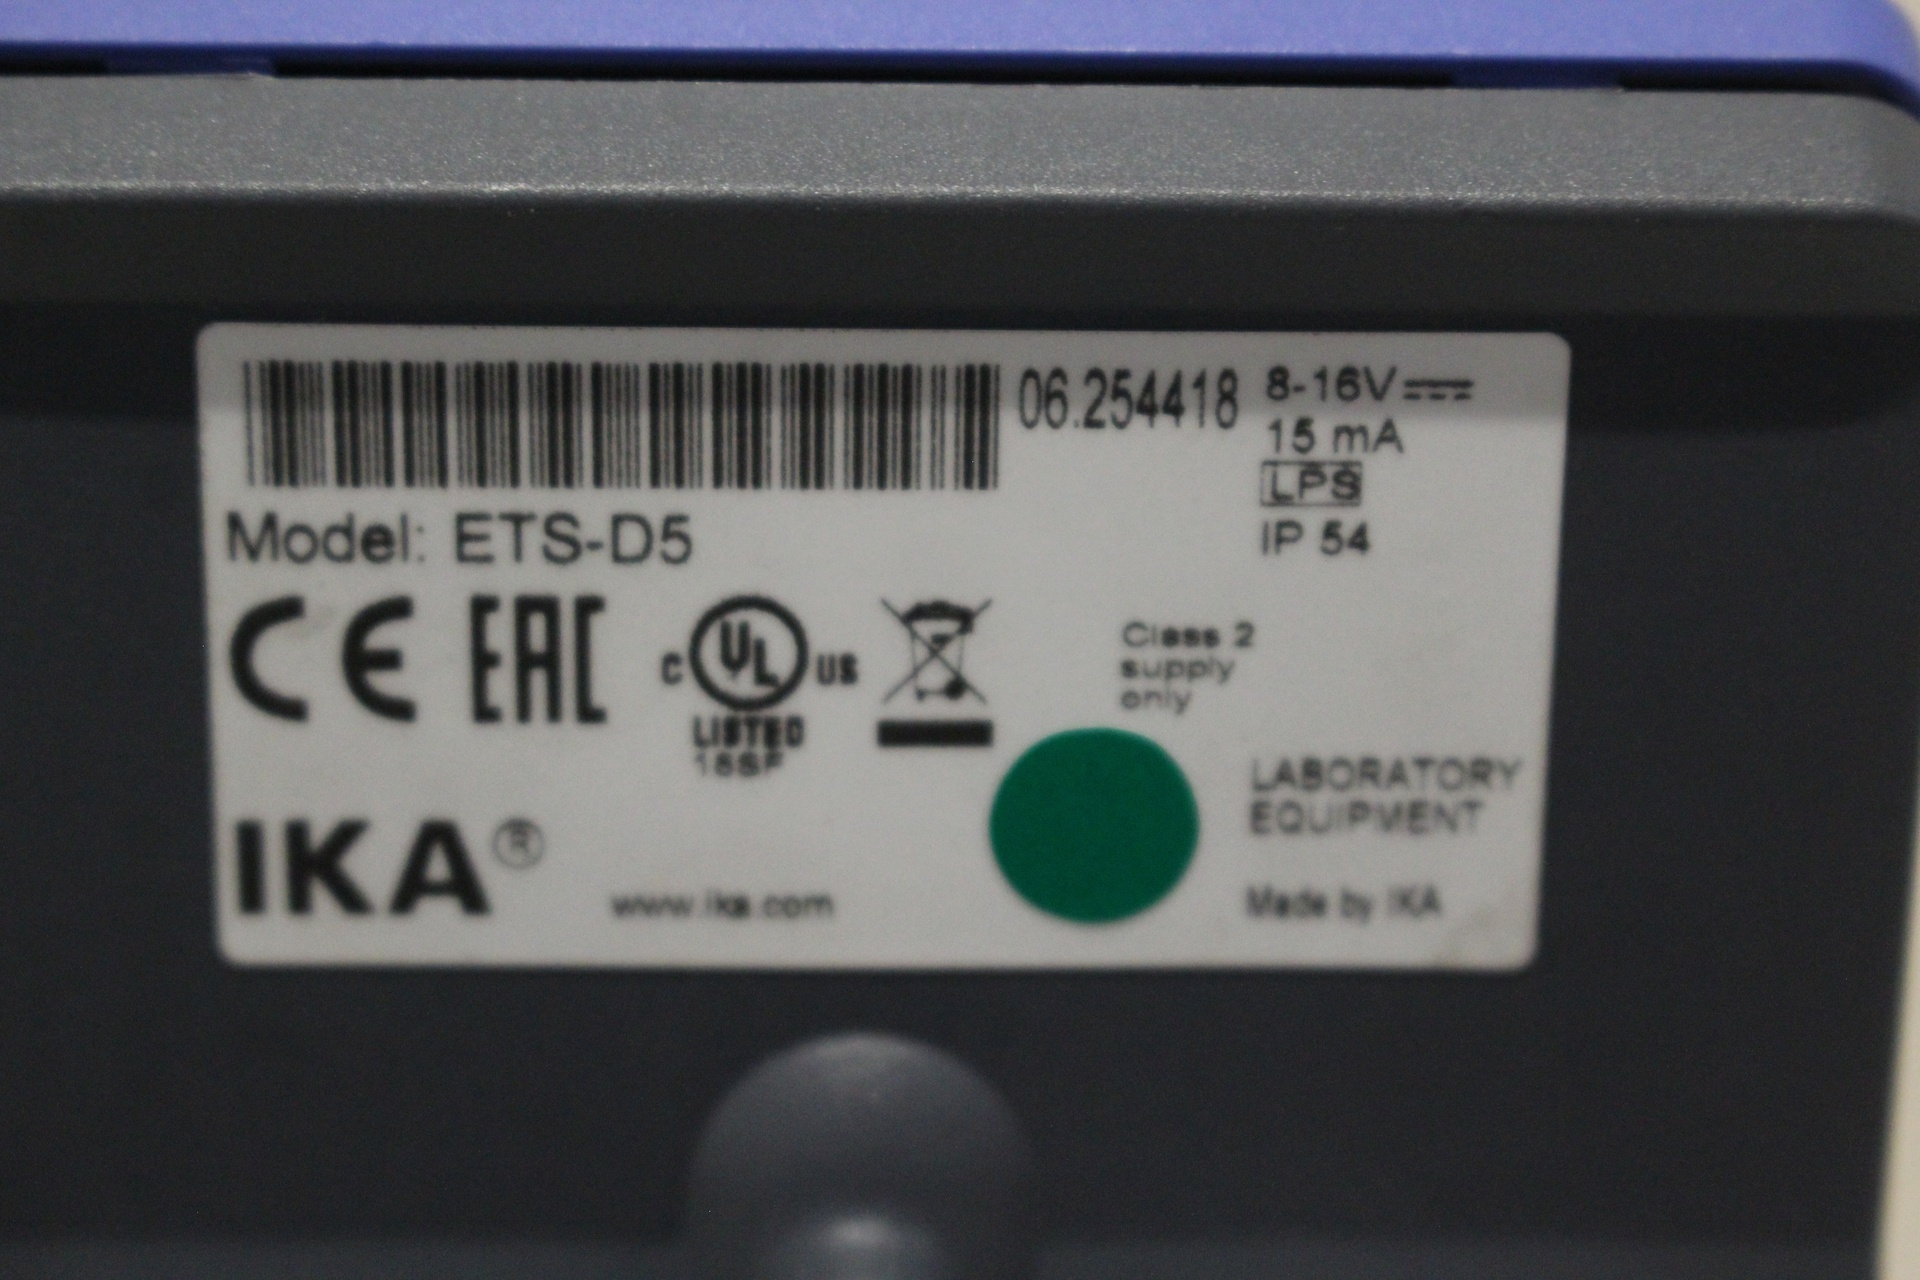 06.254418
8-16V
15 mA
LPS
IP 54
Model: ETS-D5
CE EAC
C UL US
LISTED
Class 2
supply
only
LABORATORY
EQUIPMENT
IKA®
www.ika.com
Made by IKA